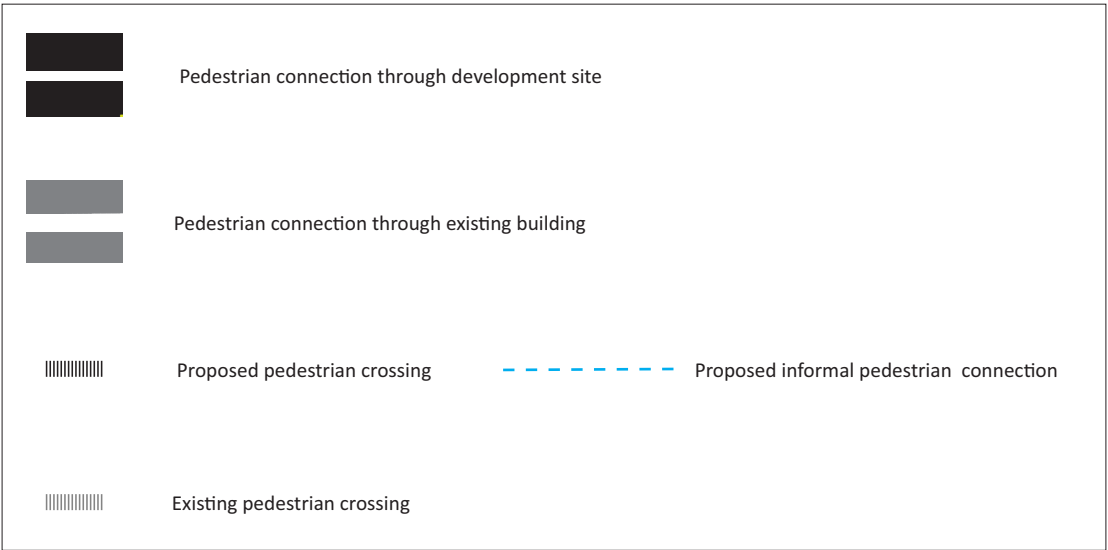 Pedestrian connection through development site
Pedestrian connection through existing building
Proposed pedestrian crossing
Proposed informal pedestrian connection
Existing pedestrian crossing